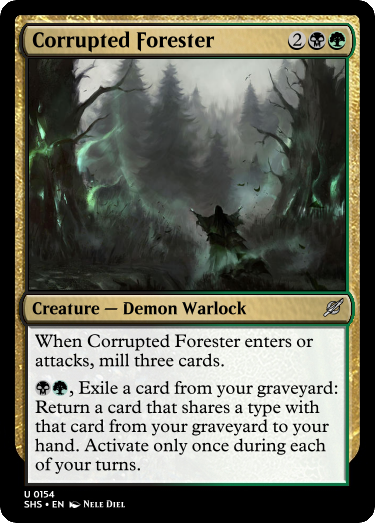 Corrupted Forester 2
Creature — Demon Warlock
When Corrupted Forester enters or
attacks, mill three cards.
, Exile a card from your graveyard:
Return a card that shares a type with
that card from your graveyard to your
hand. Activate only once during each
of your turns.
U 0154
SHS • EN Nele Diel